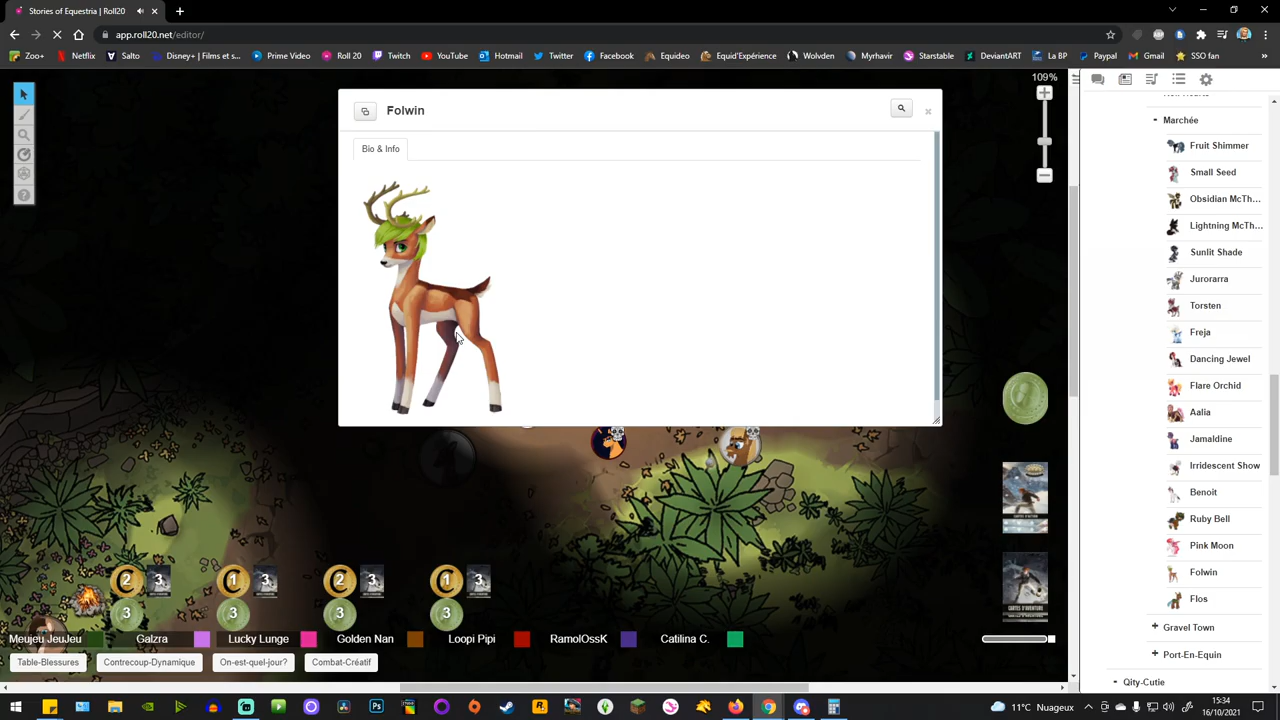 Stories of Equestria | Roll20
app.roll20.net/editor/
Zoo+ Netflix Salto Disney+ | Films et s... Prime Video Roll 20 Twitch YouTube Hotmail Twitter Facebook Equideo Equid'Expérience Wolvden Myrhavir Starstable DeviantART La BP Paypal Gmail SSO fan
109%
Folwin
Bio & Info
Marchée
Fruit Shimmer
Small Seed
Obsidian McTh...
Lightning McTh...
Sunlit Shade
Jurorarra
Torsten
Freja
Dancing Jewel
Flare Orchid
Aalia
Jamaldine
Irridescent Show
Benoit
Ruby Bell
Pink Moon
Folwin
Flos
Gravel Town
Port-En-Equin
Qity-Cutie
2 3 1 3 2 3 1 3
3 3 3 3
Meujeu JeuJeu Galzra Lucky Lunge Golden Nan Loopi Pipi RamolOssK Catilina C.
Table-Blessures Contrecoup-Dynamique On-est-quel-jour? Combat-Créatif
CARTES D'AVENTURE
11°C Nuageux
15:34
16/10/2021